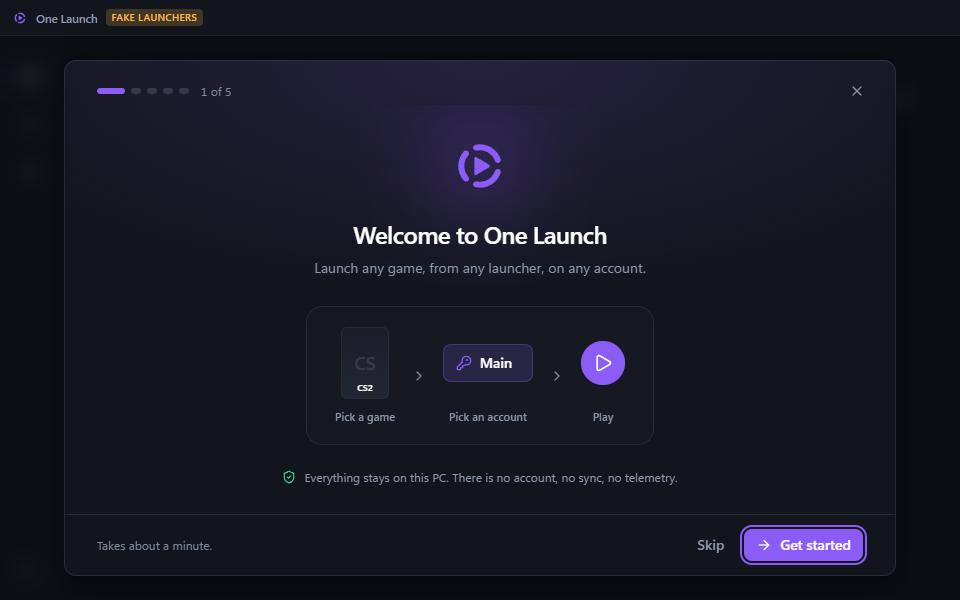 One Launch FAKE LAUNCHERS
1 of 5
Welcome to One Launch
Launch any game, from any launcher, on any account.
CS
CS2
Main
Pick a game
Pick an account
Play
Everything stays on this PC. There is no account, no sync, no telemetry.
Takes about a minute.
Skip
Get started